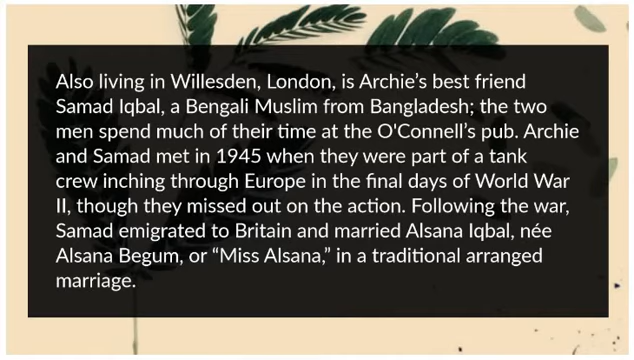 Also living in Willesden, London, is Archie’s best friend
Samad Iqbal, a Bengali Muslim from Bangladesh; the two
men spend much of their time at the O'Connell’s pub. Archie
and Samad met in 1945 when they were part of a tank
crew inching through Europe in the final days of World War
II, though they missed out on the action. Following the war,
Samad emigrated to Britain and married Alsana Iqbal, née
Alsana Begum, or “Miss Alsana,” in a traditional arranged
marriage.